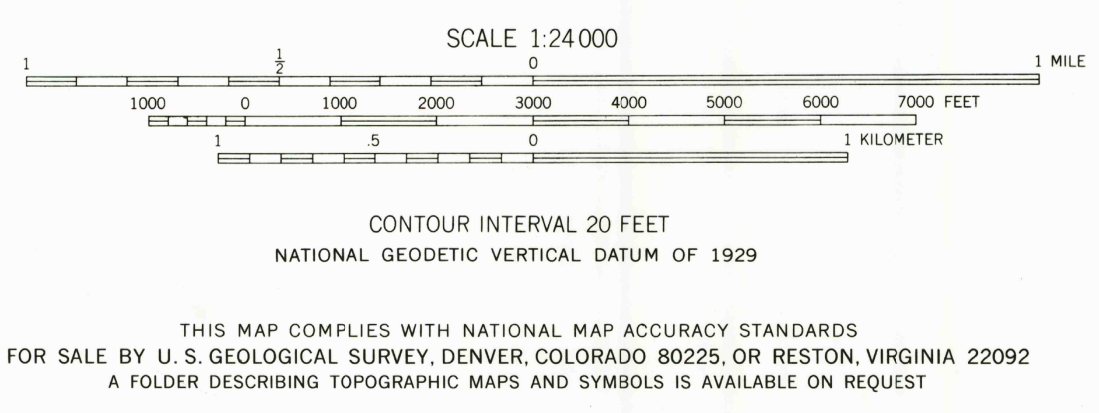 SCALE 1:24 000
1 1/2 0 1 MILE
1000 0 1000 2000 3000 4000 5000 6000 7000 FEET
1 .5 0 1 KILOMETER
CONTOUR INTERVAL 20 FEET
NATIONAL GEODETIC VERTICAL DATUM OF 1929
THIS MAP COMPLIES WITH NATIONAL MAP ACCURACY STANDARDS
FOR SALE BY U. S. GEOLOGICAL SURVEY, DENVER, COLORADO 80225, OR RESTON, VIRGINIA 22092
A FOLDER DESCRIBING TOPOGRAPHIC MAPS AND SYMBOLS IS AVAILABLE ON REQUEST